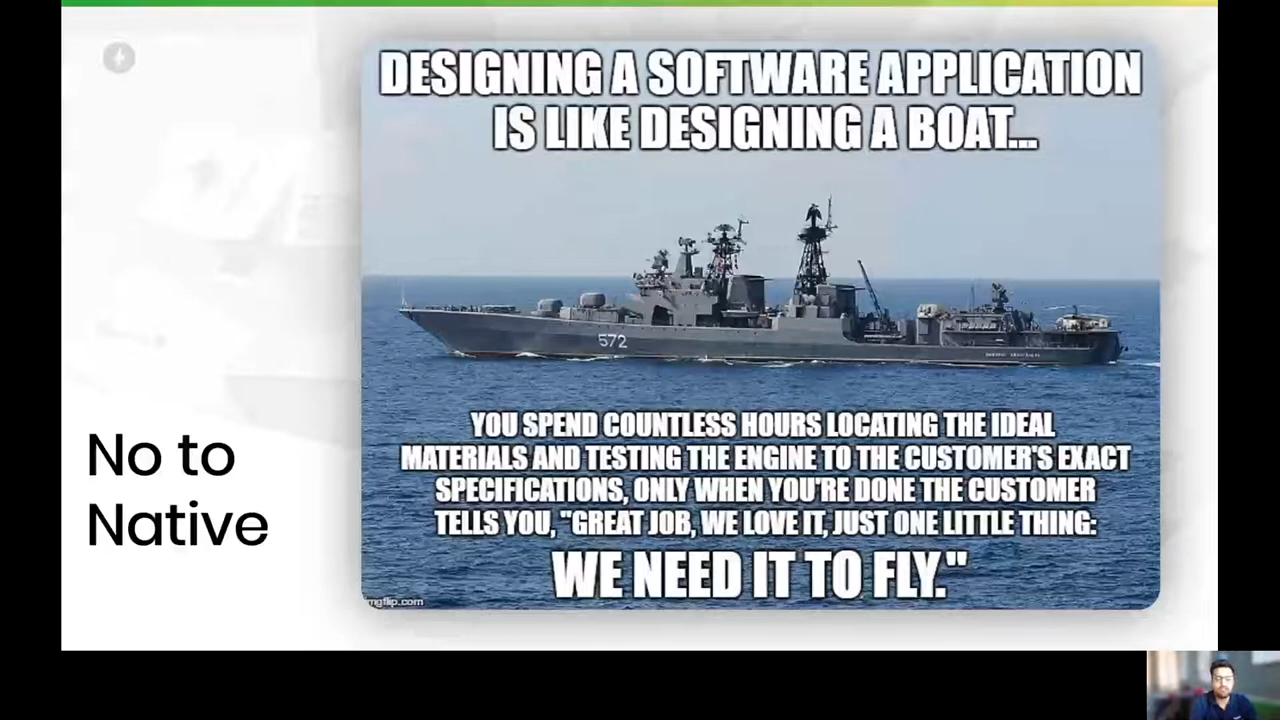 DESIGNING A SOFTWARE APPLICATION
IS LIKE DESIGNING A BOAT...
572
YOU SPEND COUNTLESS HOURS LOCATING THE IDEAL
MATERIALS AND TESTING THE ENGINE TO THE CUSTOMER'S EXACT
SPECIFICATIONS, ONLY WHEN YOU'RE DONE THE CUSTOMER
TELLS YOU, "GREAT JOB, WE LOVE IT, JUST ONE LITTLE THING:
WE NEED IT TO FLY."
imgflip.com
No to
Native